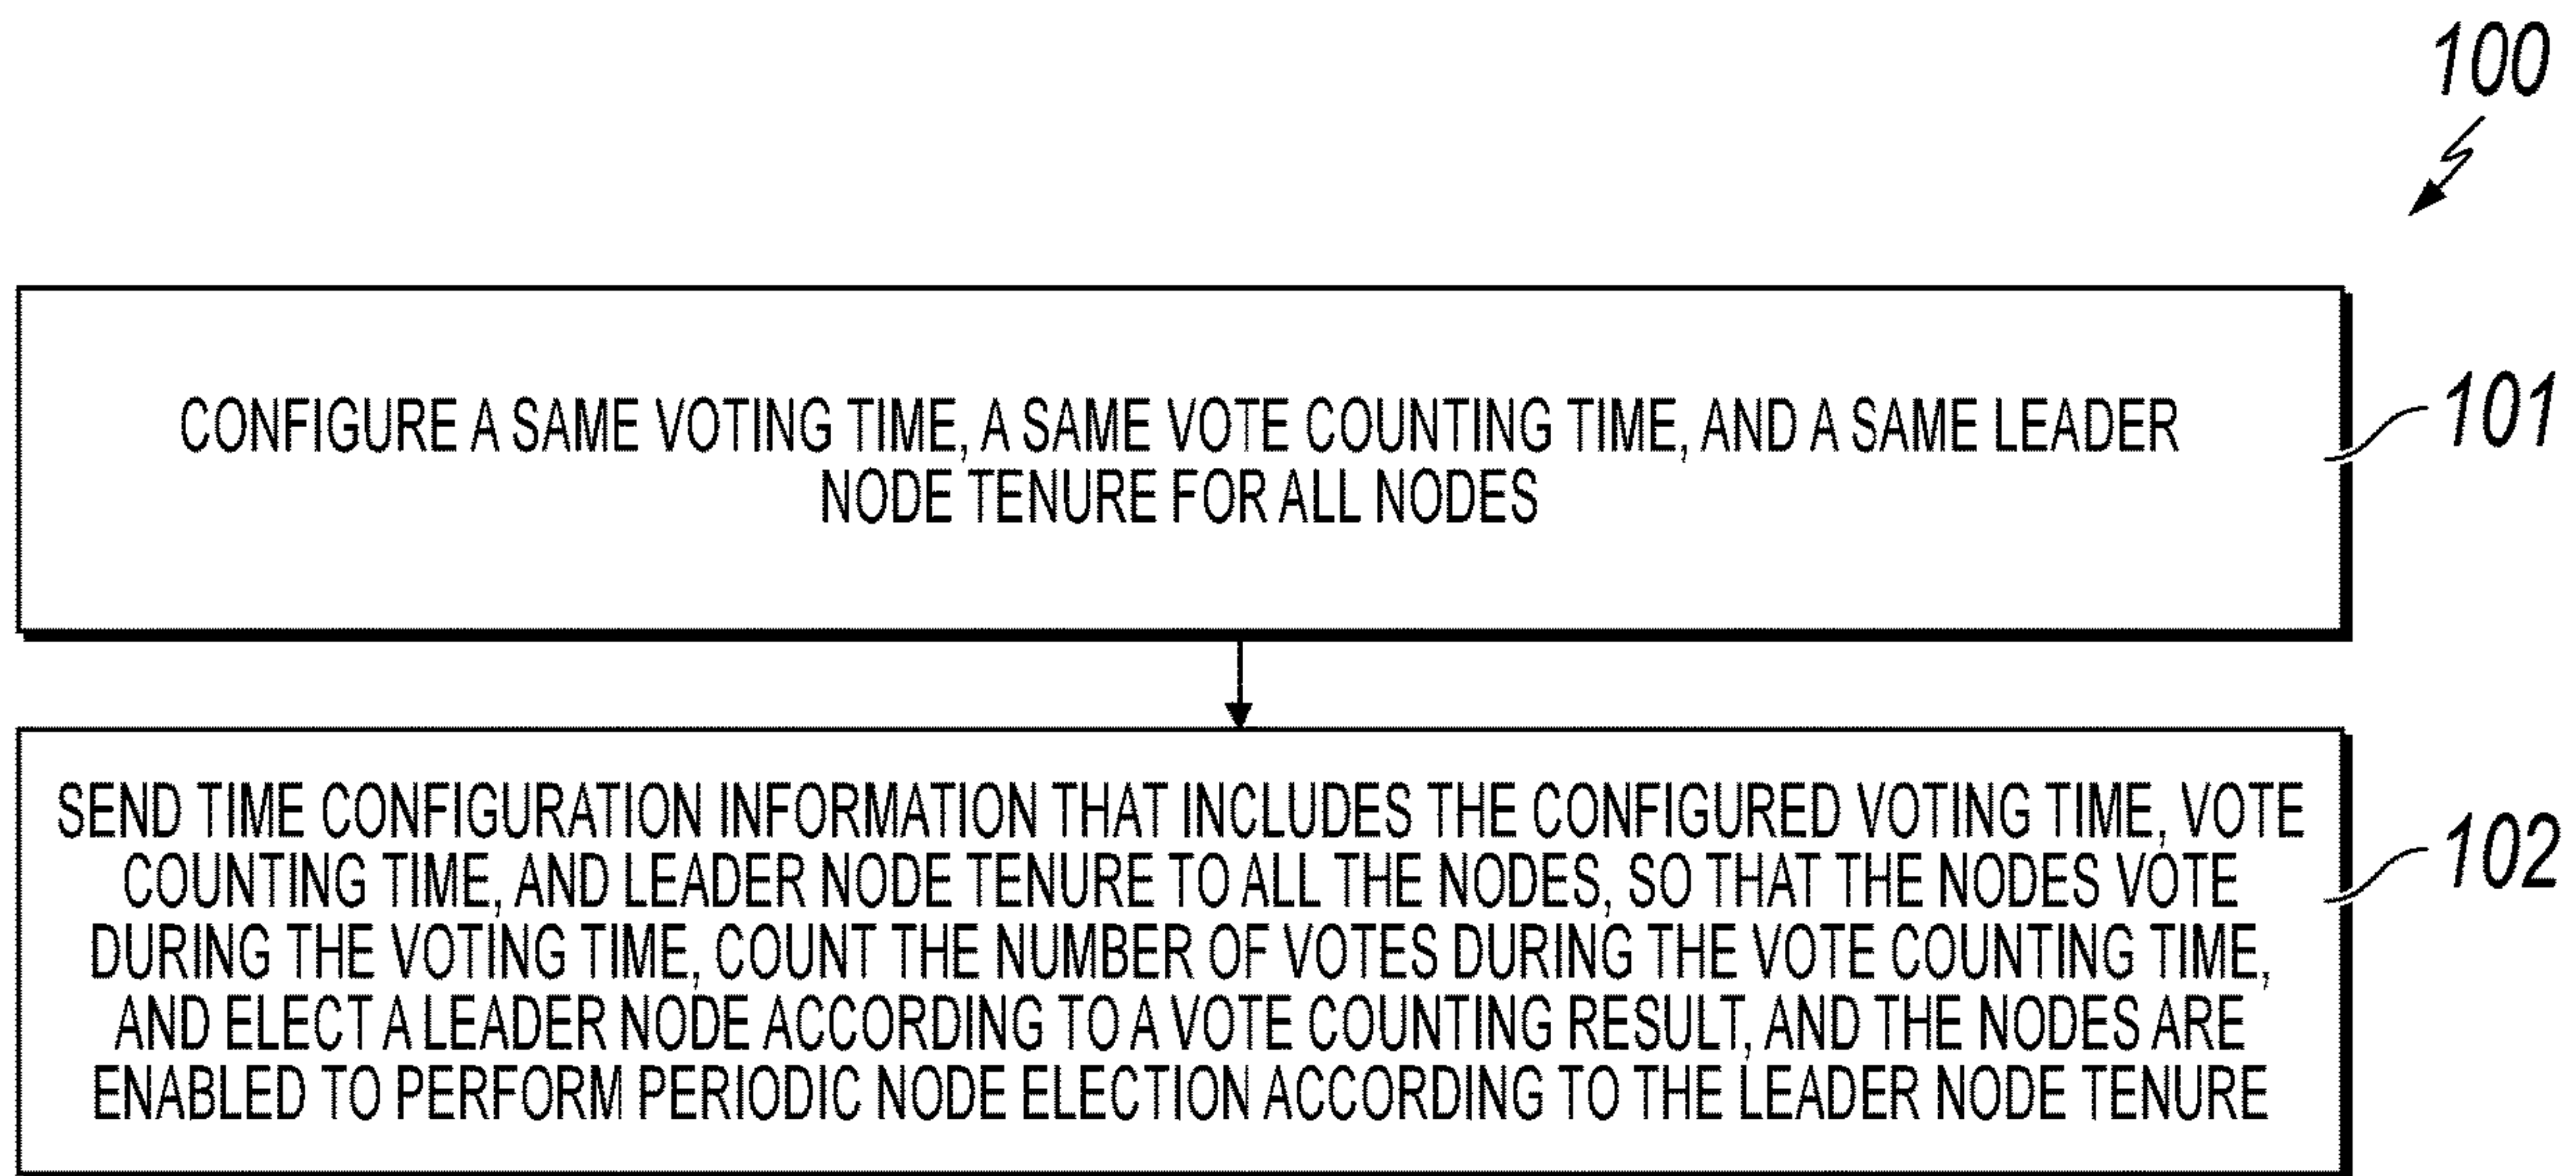 100
CONFIGURE A SAME VOTING TIME, A SAME VOTE COUNTING TIME, AND A SAME LEADER
NODE TENURE FOR ALL NODES
101
SEND TIME CONFIGURATION INFORMATION THAT INCLUDES THE CONFIGURED VOTING TIME, VOTE
COUNTING TIME, AND LEADER NODE TENURE TO ALL THE NODES, SO THAT THE NODES VOTE
DURING THE VOTING TIME, COUNT THE NUMBER OF VOTES DURING THE VOTE COUNTING TIME,
AND ELECT A LEADER NODE ACCORDING TO A VOTE COUNTING RESULT, AND THE NODES ARE
ENABLED TO PERFORM PERIODIC NODE ELECTION ACCORDING TO THE LEADER NODE TENURE
102